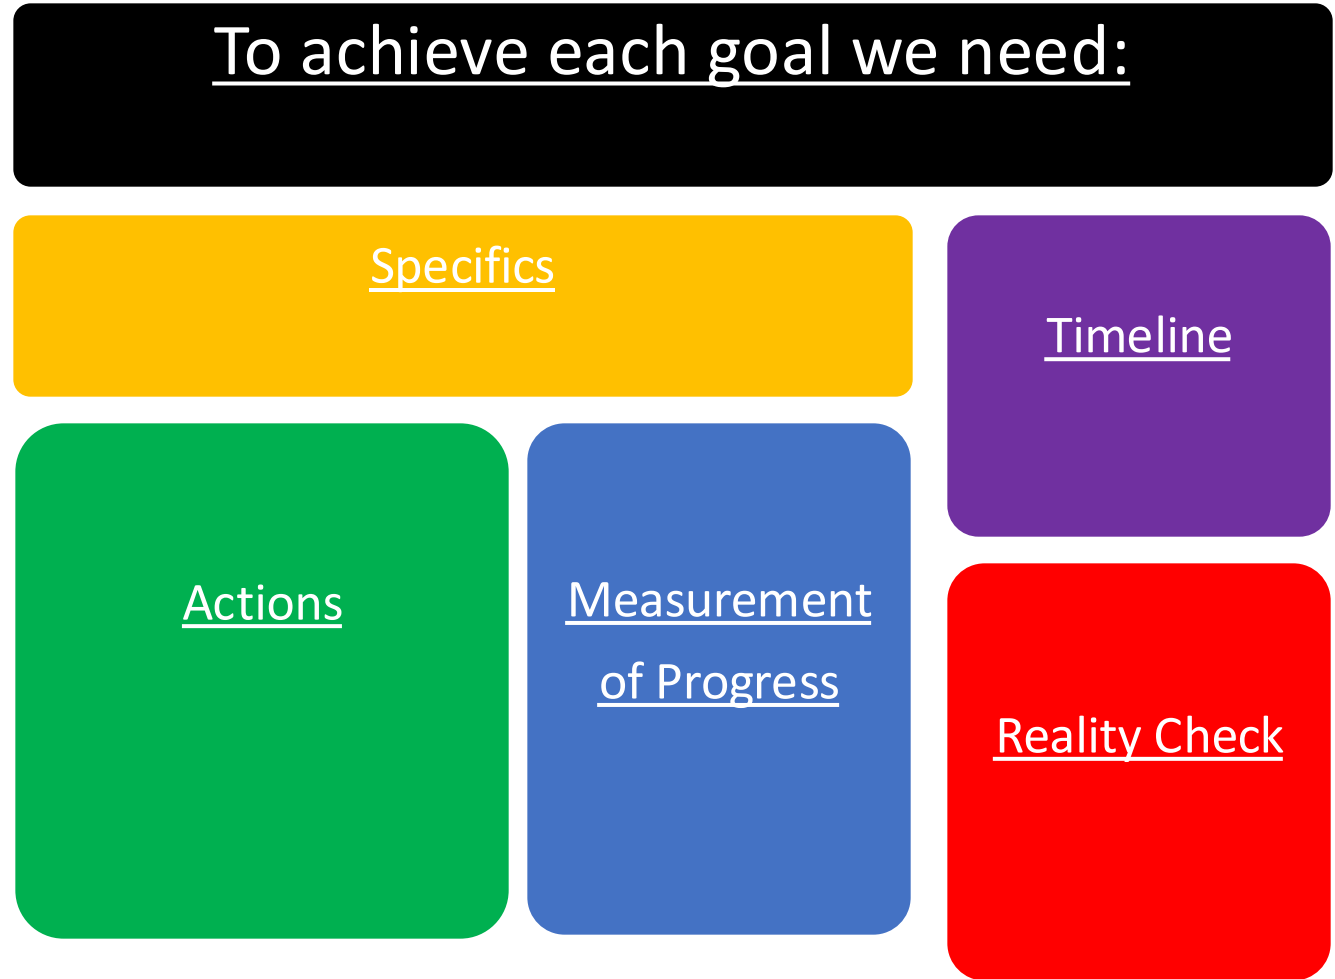 To achieve each goal we need:
Specifics
Timeline
Actions
Measurement
of Progress
Reality Check